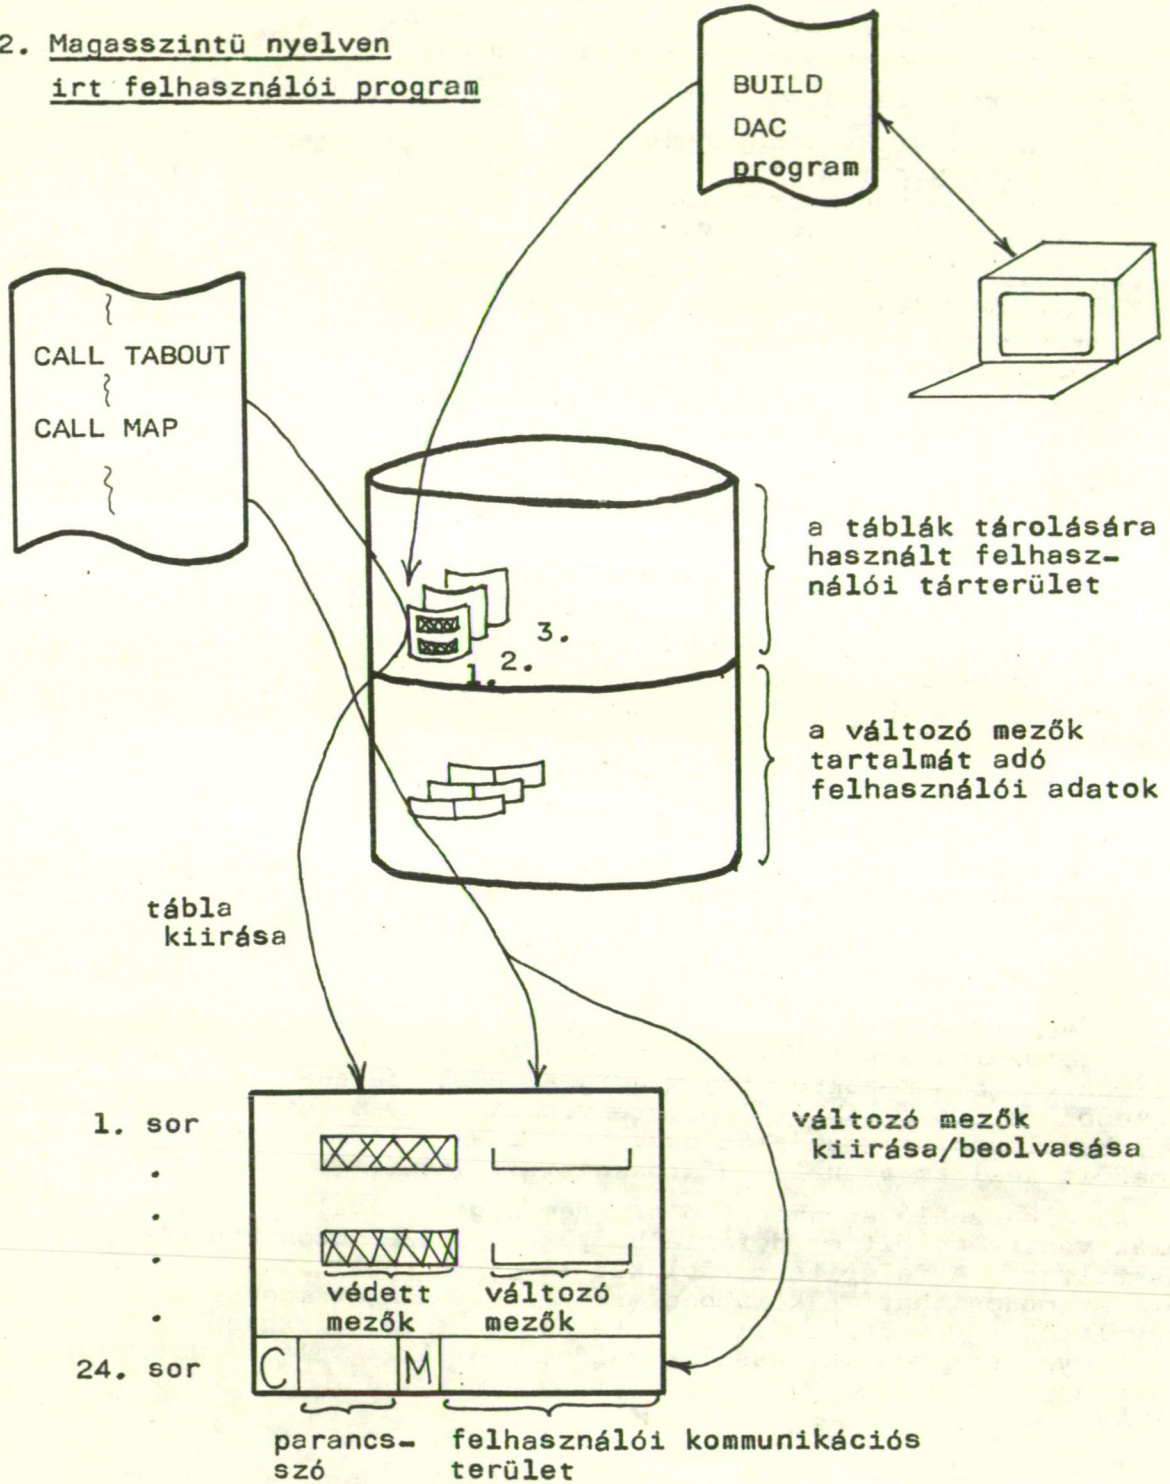 2. Magasszintü nyelven
irt felhasználói program
BUILD
DAC
program
CALL TABOUT
CALL MAP
a táblák tárolására
használt felhasz-
nálói tárterület
3.
2.
1.
a változó mezők
tartalmát adó
felhasználói adatok
tábla
kiirása
1. sor
változó mezők
kiirása/beolvasása
védett
mezők
változó
mezők
24. sor
C
M
parancs-
szó
felhasználói kommunikációs
terület